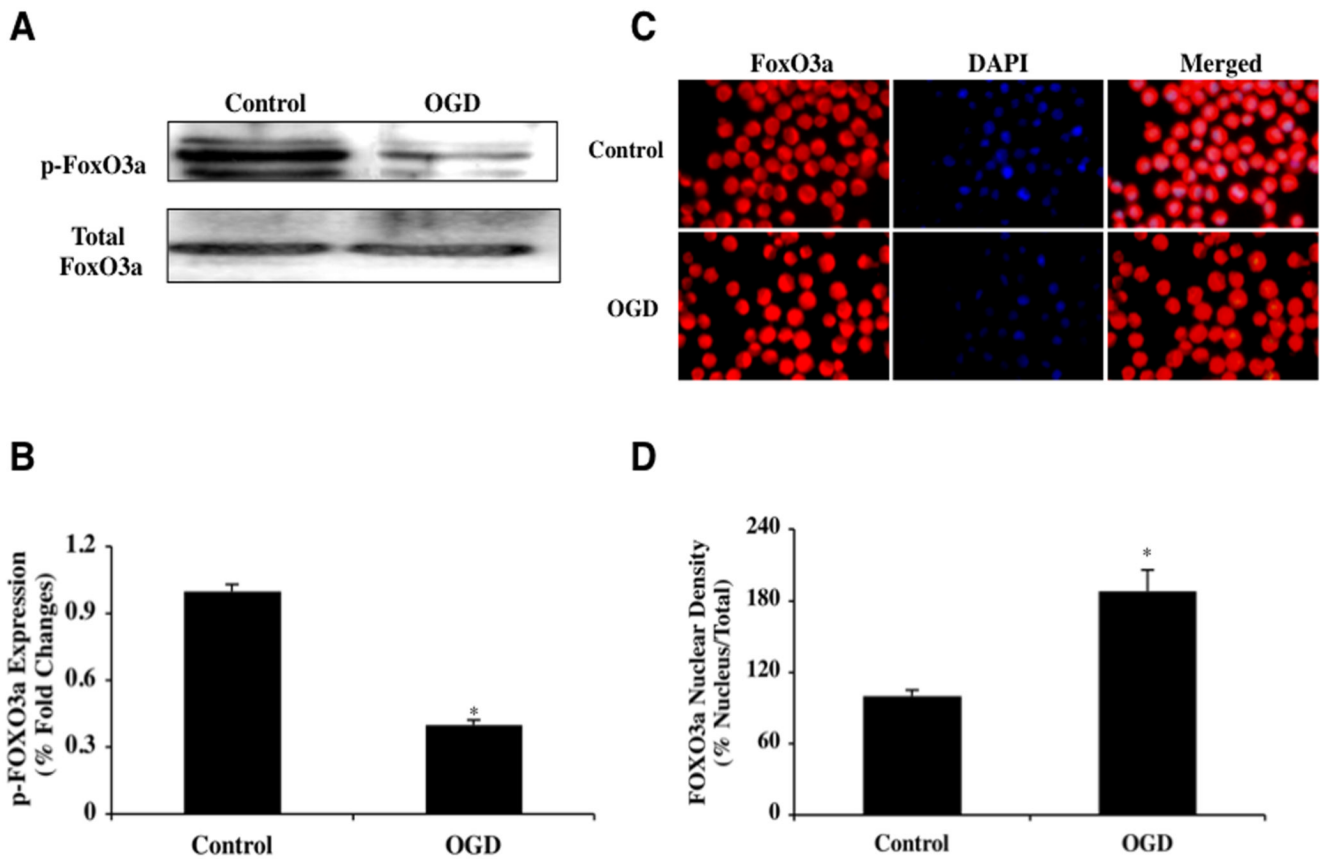 A
Control OGD
p-FoxO3a
Total
FoxO3a
C
FoxO3a DAPI Merged
Control
OGD
B
p-FOXO3a Expression
(% Fold Changes)
1.2
0.9
0.6
0.3
0
*
Control OGD
D
FOXO3a Nuclear Density
(% Nucleus/Total)
240
180
120
60
0
*
Control OGD